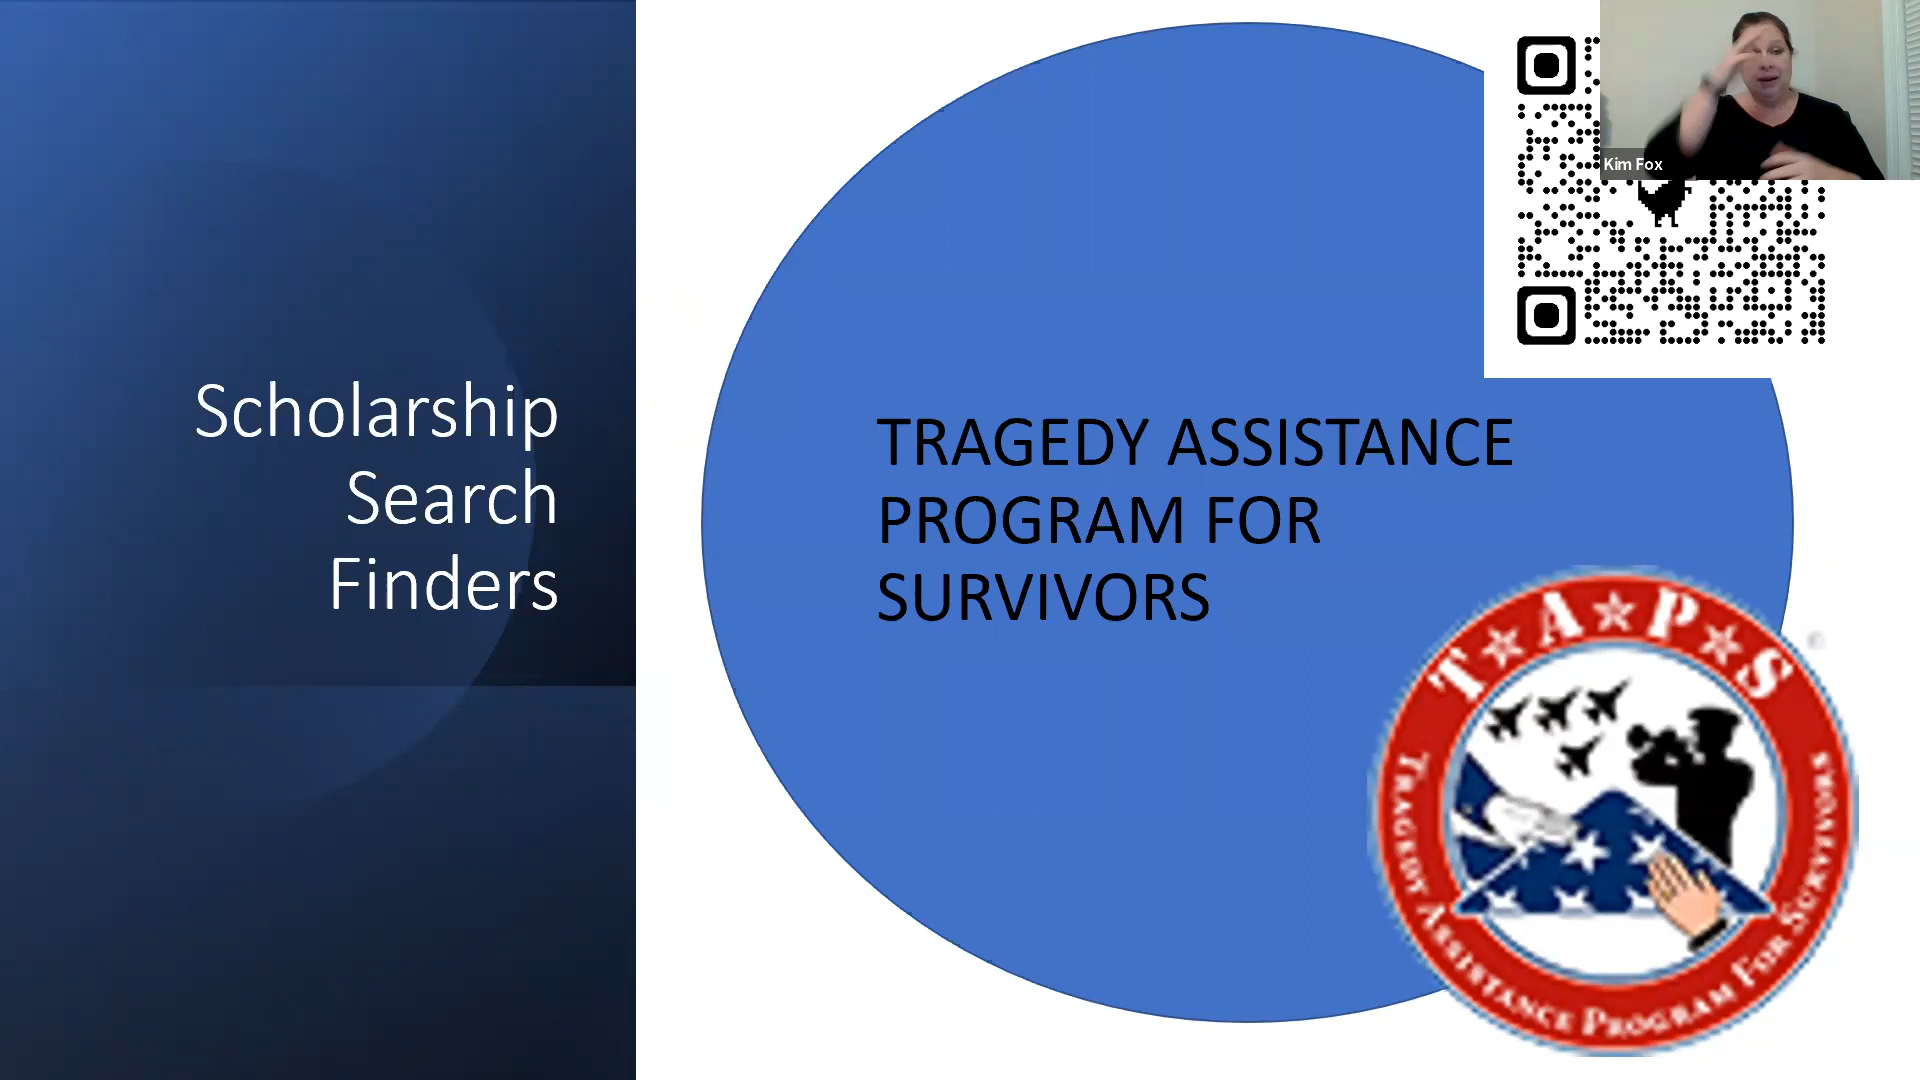 Scholarship
Search
Finders
TRAGEDY ASSISTANCE
PROGRAM FOR
SURVIVORS
Kim Fox
T★A★P★S
TRAGEDY ASSISTANCE PROGRAM FOR SURVIVORS